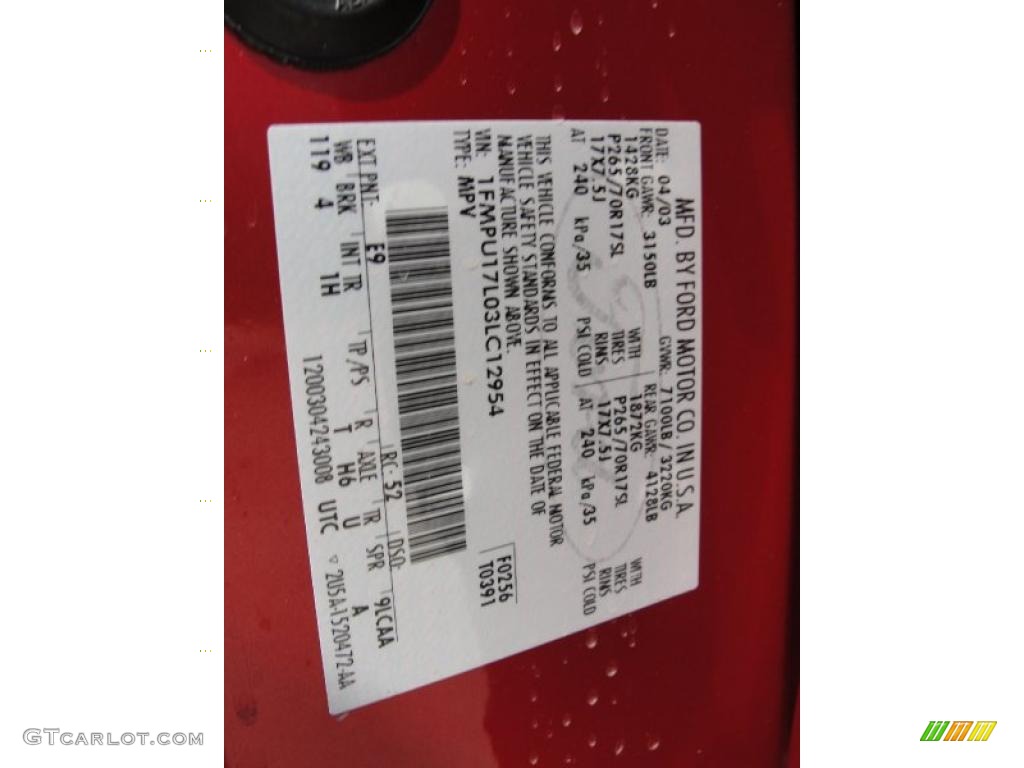 MFD. BY FORD MOTOR CO. IN U.S.A.
DATE: 04/03 GVWR: 7100LB/ 3220KG
FRONT GAWR: 3150LB REAR GAWR: 4128LB
1428KG WITH 1872KG WITH
P265/70R17SL TIRES P265/70R17SL TIRES
17X7.5J RIMS 17X7.5J RIMS
AT 240 kPa/35 PSI COLD AT 240 kPa/35 PSI COLD
THIS VEHICLE CONFORMS TO ALL APPLICABLE FEDERAL MOTOR
VEHICLE SAFETY STANDARDS IN EFFECT ON THE DATE OF
MANUFACTURE SHOWN ABOVE.
VIN: 1FMPU17L03LC12954 F0256
TYPE: MPV T0391
EXT PNT: E9 RC: 52 DSO: 9LCAA
WB BRK INT TR TP/PS R AXLE TR SPR
119 4 1H T H6 U A
1200304243008 UTC ▽ 2U5A-1520472-AA
GTCARLOT.COM